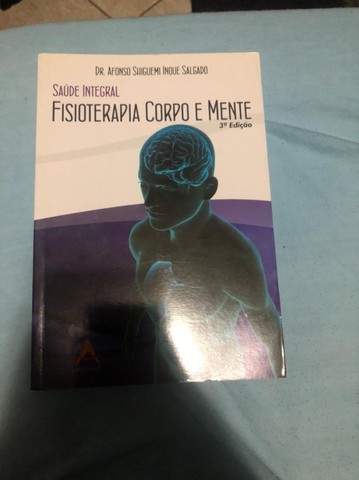 DR. AFONSO SHIGUEMI INOUE SALGADO
SAÚDE INTEGRAL
FISIOTERAPIA CORPO E MENTE
3ª Edição